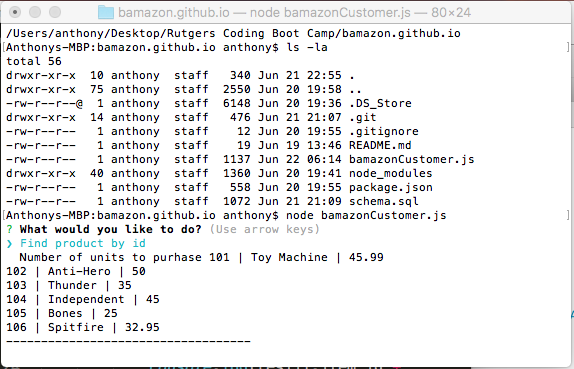 bamazon.github.io — node bamazonCustomer.js — 80×24
/Users/anthony/Desktop/Rutgers Coding Boot Camp/bamazon.github.io
[Anthonys-MBP:bamazon.github.io anthony$ ls -la ]
total 56
drwxr-xr-x  10 anthony  staff   340 Jun 21 22:55 .
drwxr-xr-x  75 anthony  staff  2550 Jun 20 19:58 ..
-rw-r--r--@  1 anthony  staff  6148 Jun 20 19:36 .DS_Store
drwxr-xr-x  14 anthony  staff   476 Jun 21 21:07 .git
-rw-r--r--   1 anthony  staff    12 Jun 20 19:55 .gitignore
-rw-r--r--   1 anthony  staff    19 Jun 19 13:46 README.md
-rw-r--r--   1 anthony  staff  1137 Jun 22 06:14 bamazonCustomer.js
drwxr-xr-x  40 anthony  staff  1360 Jun 20 19:41 node_modules
-rw-r--r--   1 anthony  staff   558 Jun 20 19:55 package.json
-rw-r--r--   1 anthony  staff  1072 Jun 21 21:09 schema.sql
[Anthonys-MBP:bamazon.github.io anthony$ node bamazonCustomer.js ]
? What would you like to do? (Use arrow keys)
❯ Find product by id
  Number of units to purhase 101 | Toy Machine | 45.99
102 | Anti-Hero | 50
103 | Thunder | 35
104 | Independent | 45
105 | Bones | 25
106 | Spitfire | 32.95
-----------------------------------